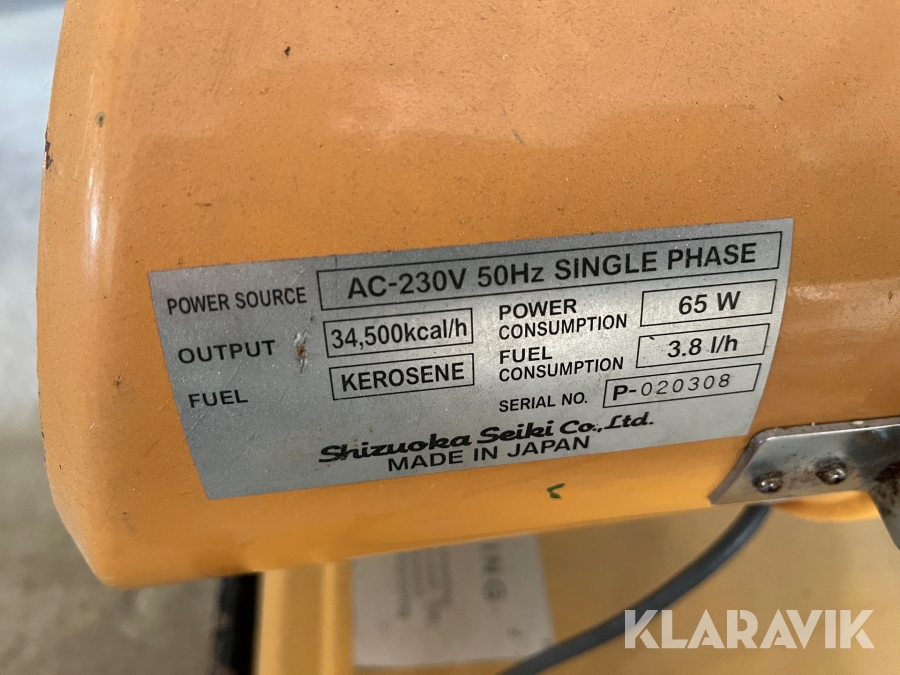 POWER SOURCE AC-230V 50Hz SINGLE PHASE
OUTPUT 34,500kcal/h POWER CONSUMPTION 65 W
FUEL KEROSENE FUEL CONSUMPTION 3.8 l/h
SERIAL NO. P-020308
Shizuoka Seiki Co.,Ltd.
MADE IN JAPAN
KLARAVIK